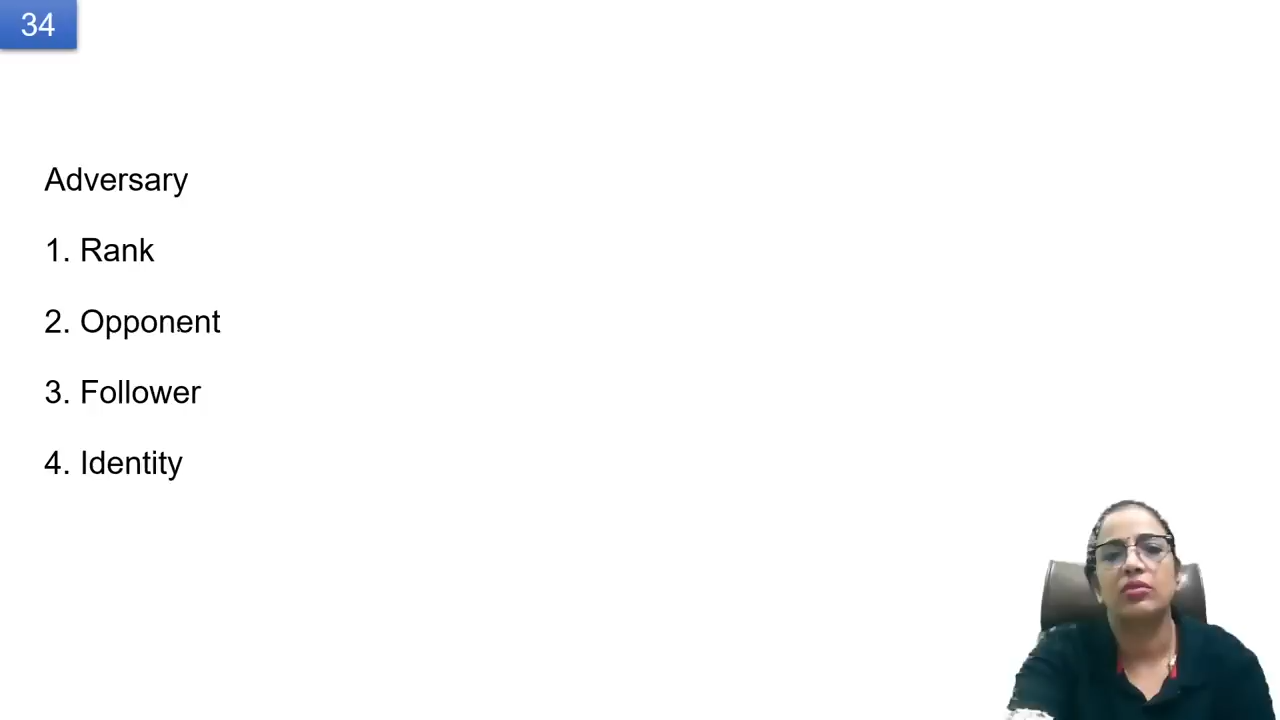 34
Adversary
1. Rank
2. Opponent
3. Follower
4. Identity